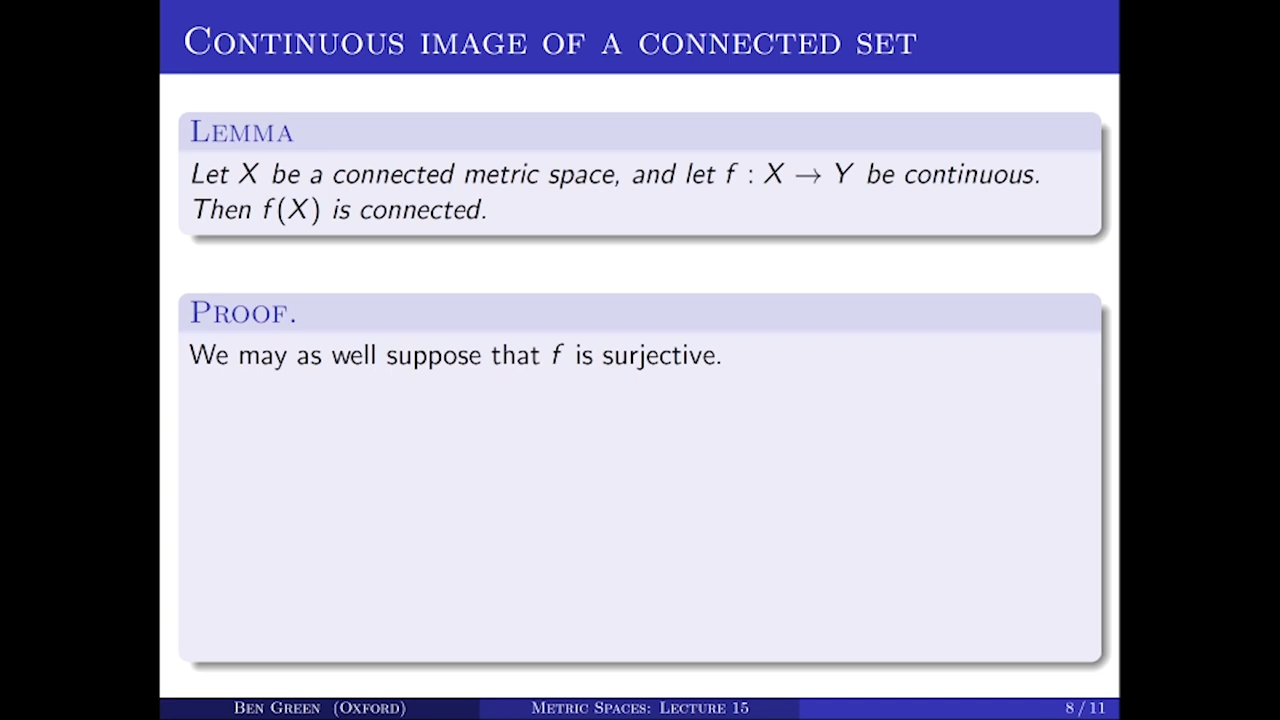 CONTINUOUS IMAGE OF A CONNECTED SET
LEMMA
Let X be a connected metric space, and let f : X → Y be continuous.
Then f(X) is connected.
PROOF.
We may as well suppose that f is surjective.
BEN GREEN (OXFORD) METRIC SPACES: LECTURE 15 8 / 11